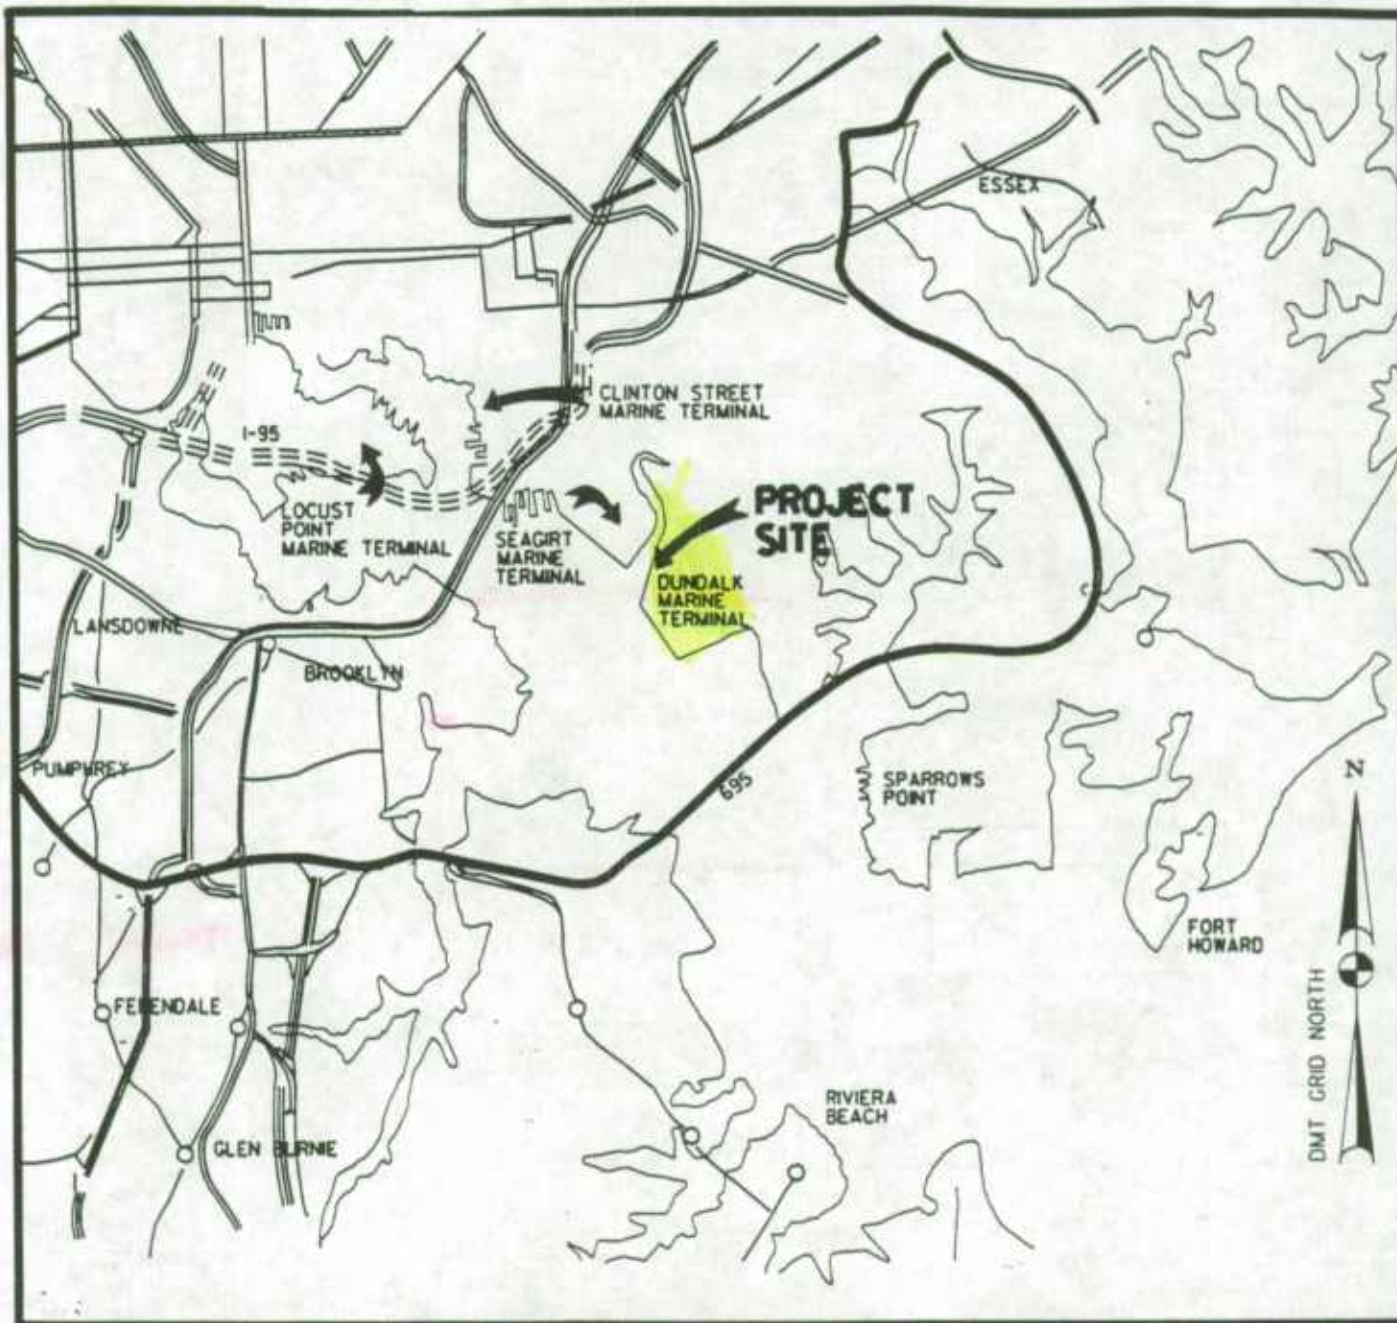 ESSEX
CLINTON STREET
MARINE TERMINAL
I-95
LOCUST
POINT
MARINE TERMINAL
SEAGIRT
MARINE
TERMINAL
PROJECT
SITE
DUNDALK
MARINE
TERMINAL
LANSDOWNE
BROOKLYN
PUMPHREY
695
SPARROWS
POINT
N
FORT
HOWARD
DMT GRID NORTH
FERENDALE
RIVIERA
BEACH
GLEN BURNIE